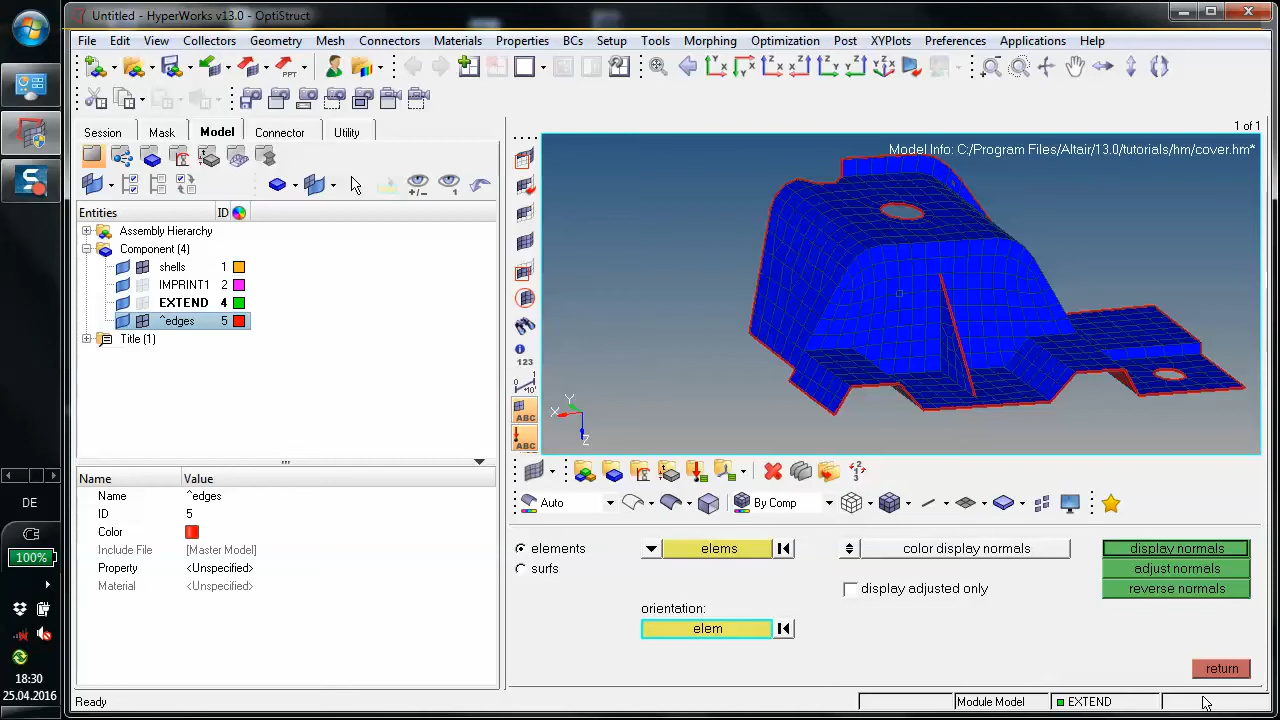 Untitled - HyperWorks v13.0 - OptiStruct
File Edit View Collectors Geometry Mesh Connectors Materials Properties BCs Setup Tools Morphing Optimization Post XYPlots Preferences Applications Help
Session Mask Model Connector Utility
1 of 1
Model Info: C:/Program Files/Altair/13.0/tutorials/hm/cover.hm*
Entities ID
Assembly Hierarchy
Component (4)
shells 1
IMPRINT1 2
EXTEND 4
^edges 5
Title (1)
X Y Z
123
ABC
ABC
Name Value
Name ^edges
ID 5
Color
Include File [Master Model]
Property <Unspecified>
Material <Unspecified>
Auto By Comp
elements elems color display normals display normals
surfs adjust normals
display adjusted only reverse normals
orientation:
elem
return
Ready Module Model EXTEND
DE
100%
18:30
25.04.2016